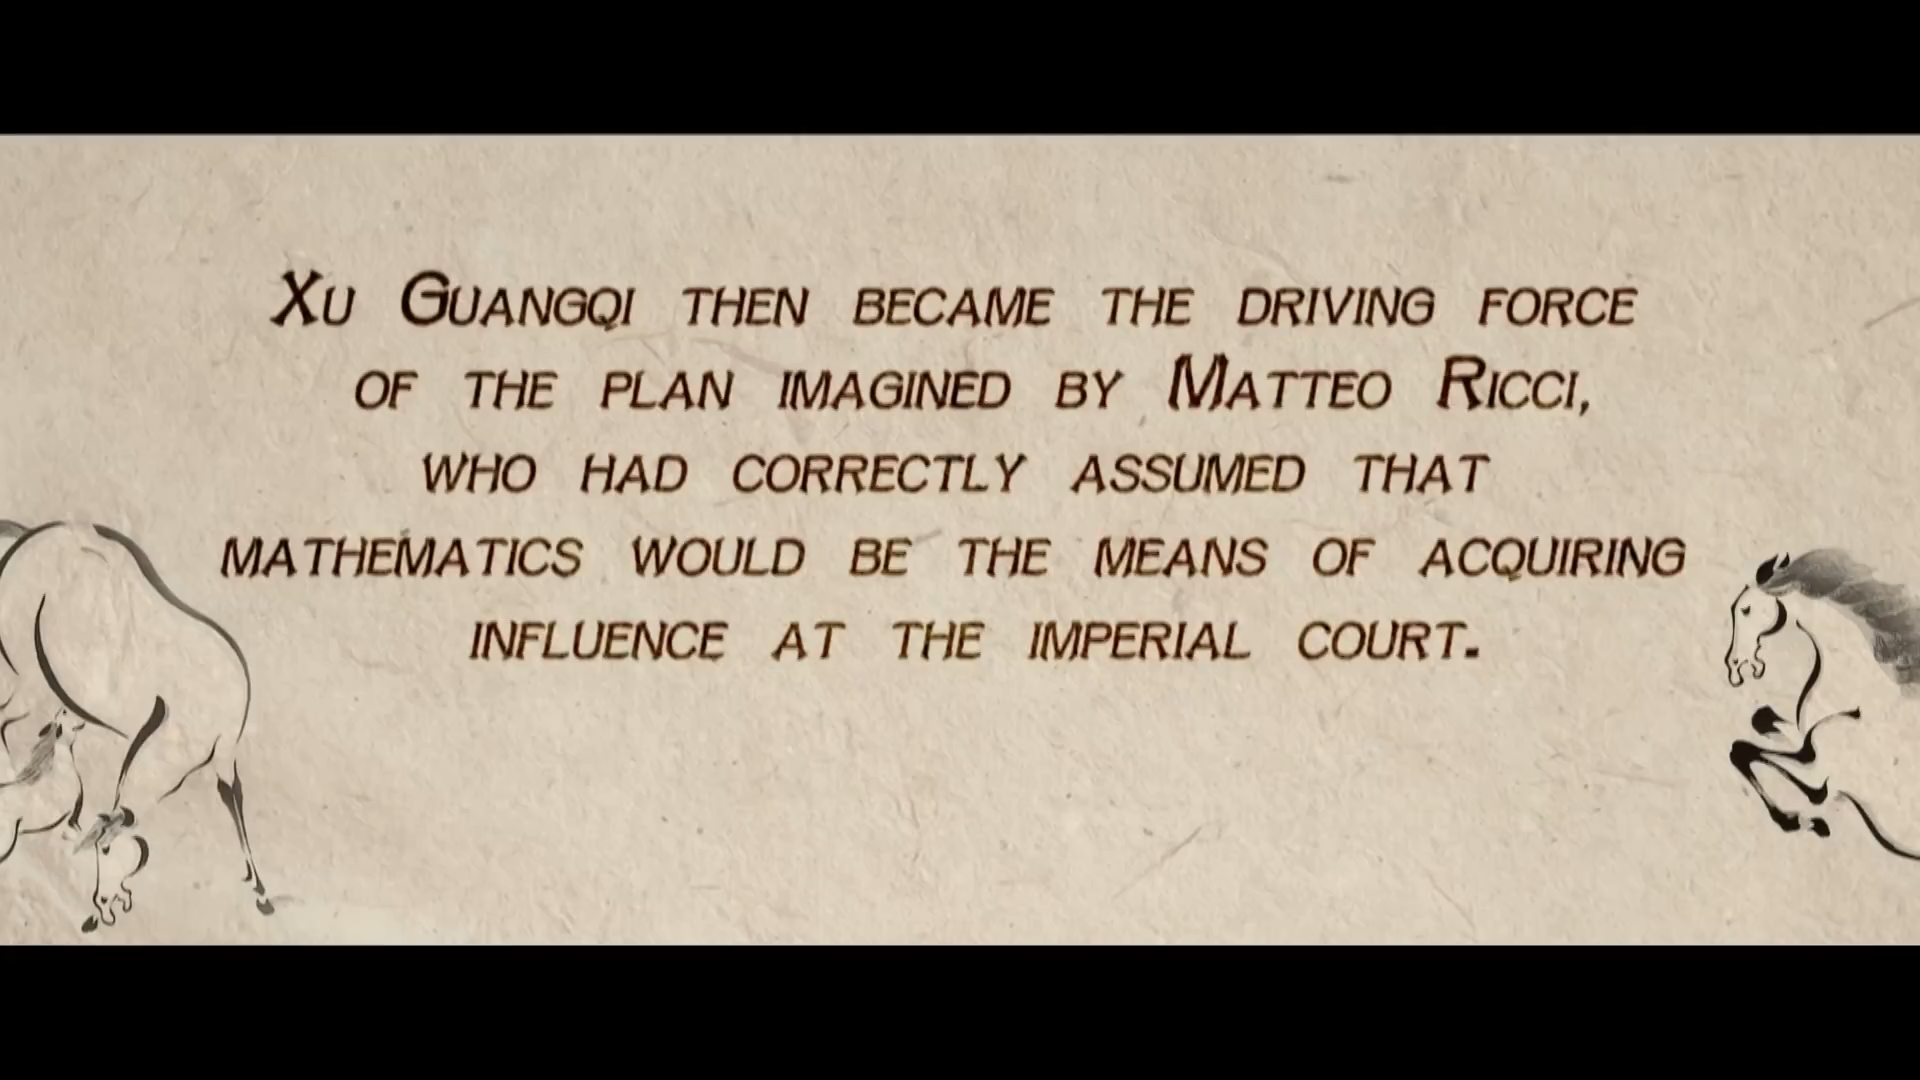 Xu Guangqi then became the driving force
of the plan imagined by Matteo Ricci,
who had correctly assumed that
mathematics would be the means of acquiring
influence at the imperial court.